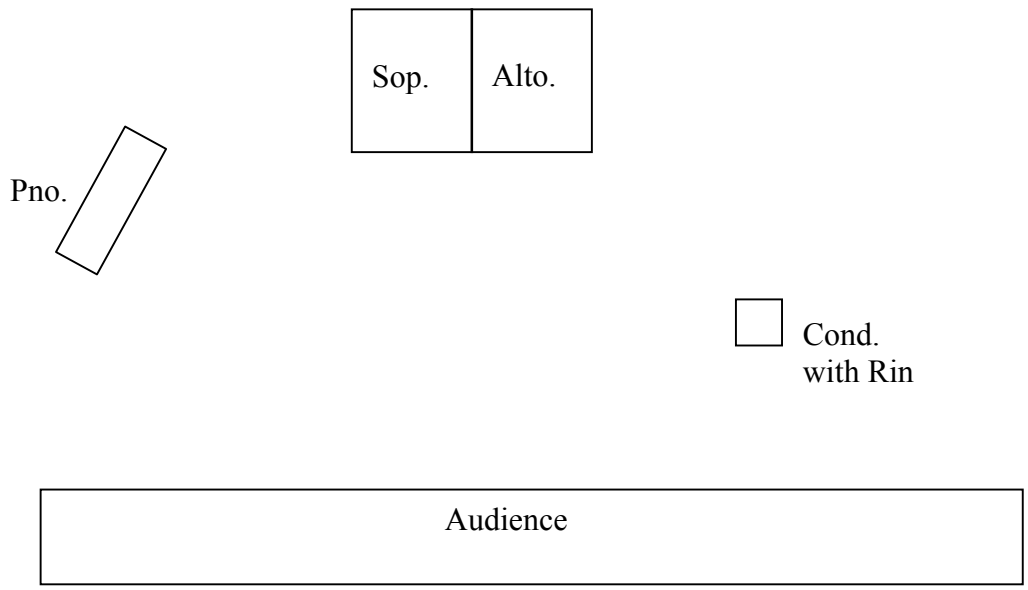 Sop.
Alto.
Pno.
Cond.
with Rin
Audience